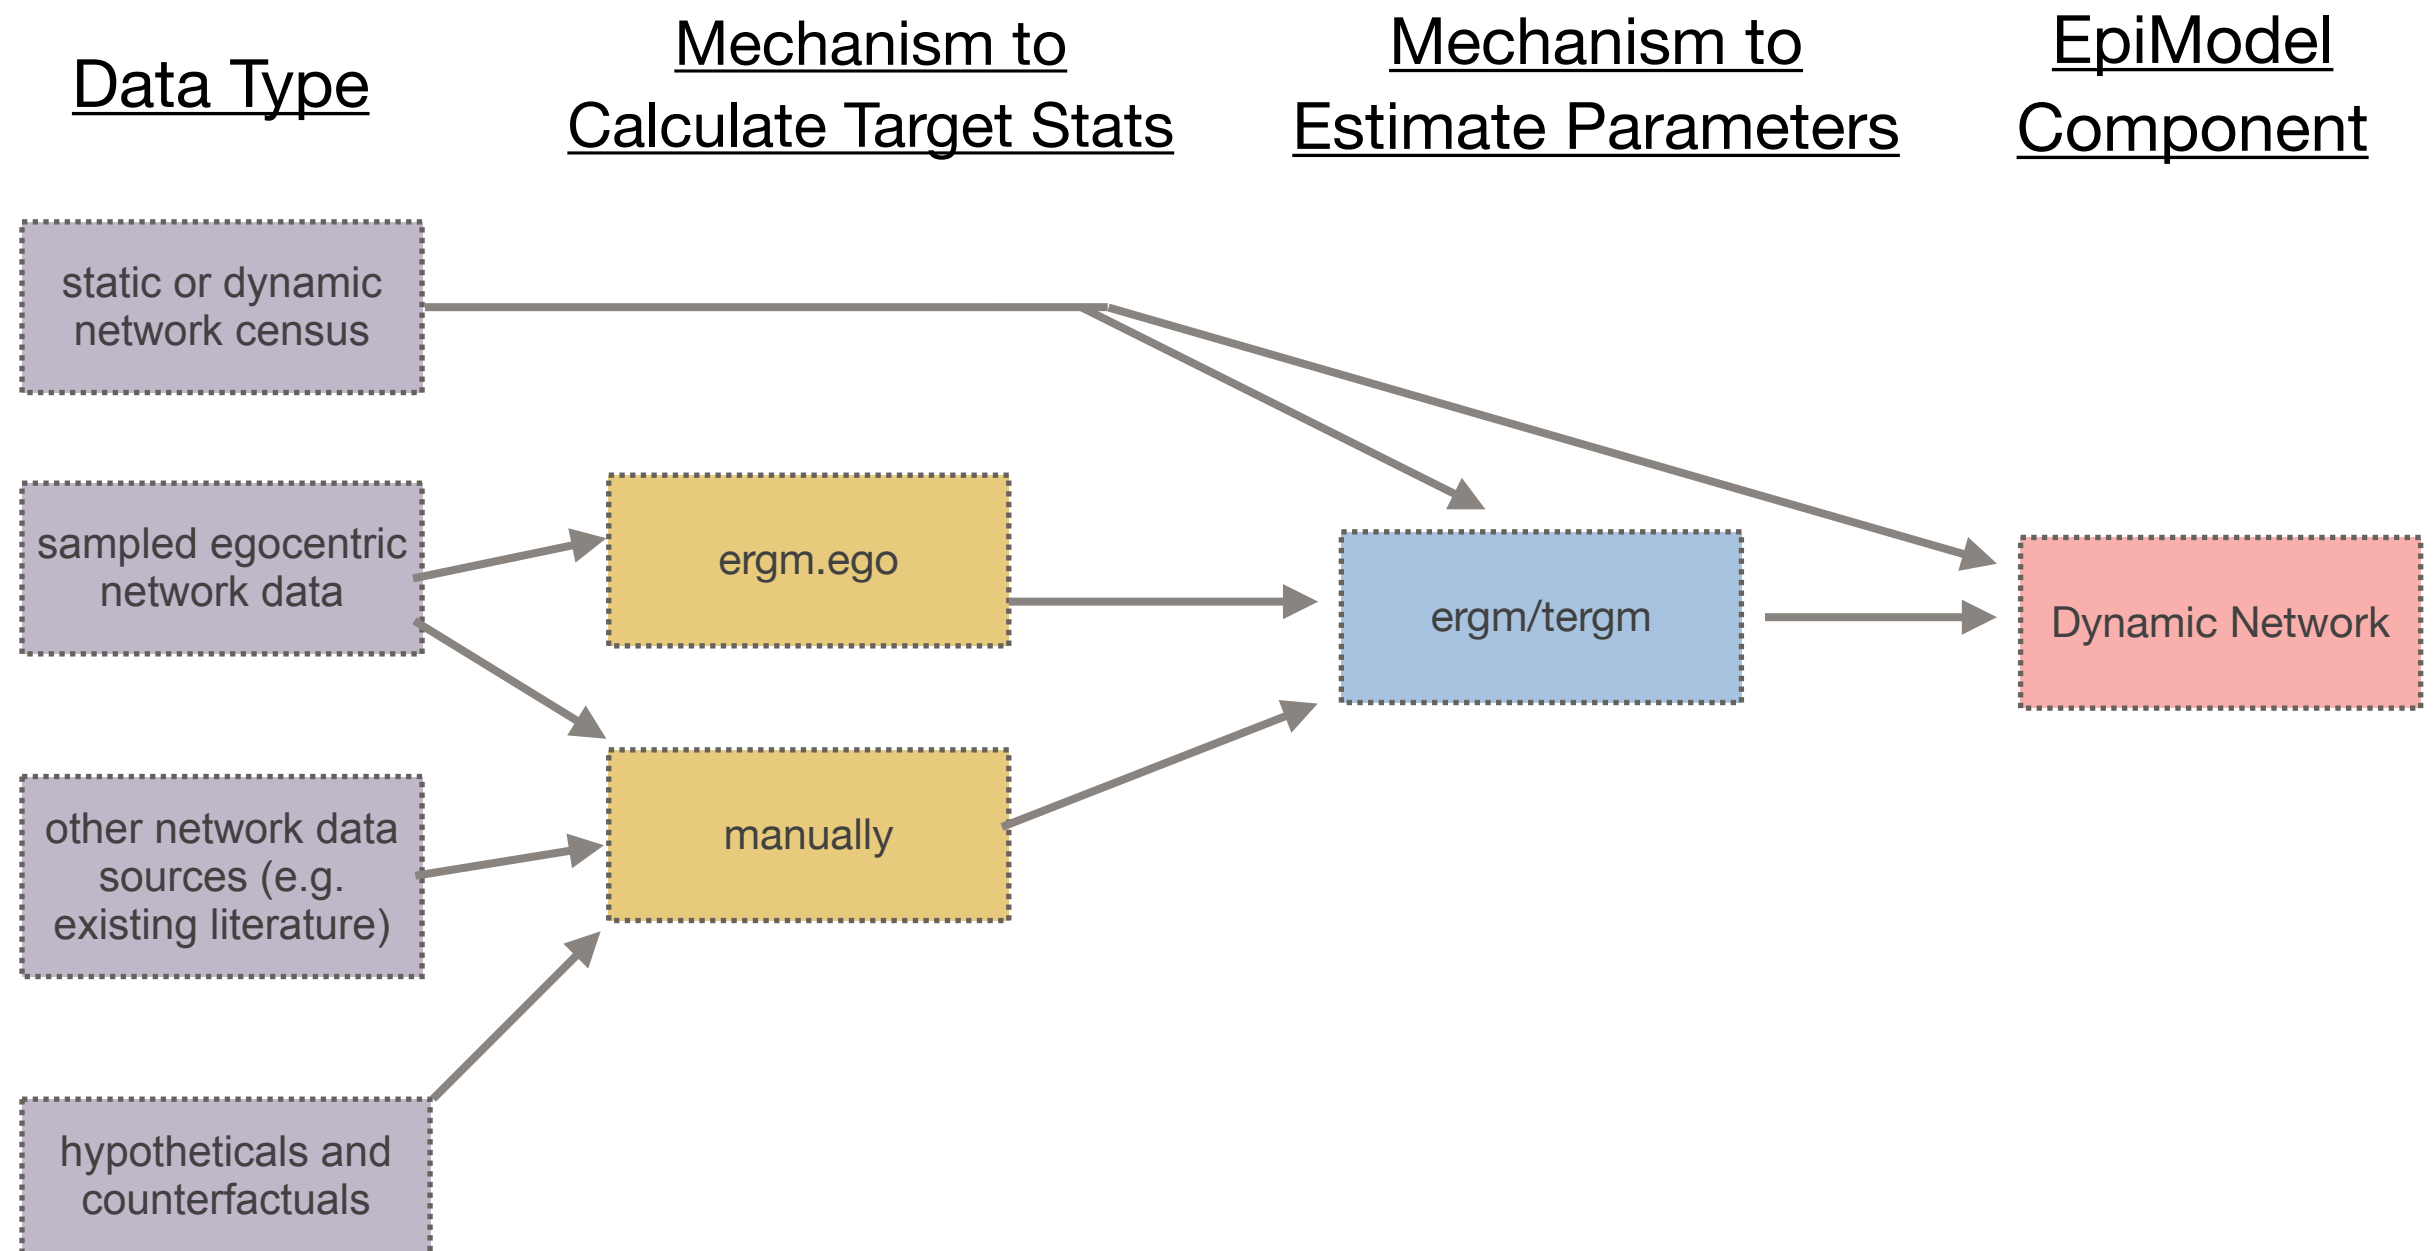 Data Type
Mechanism to
Calculate Target Stats
Mechanism to
Estimate Parameters
EpiModel
Component
static or dynamic
network census
sampled egocentric
network data
other network data
sources (e.g.
existing literature)
hypotheticals and
counterfactuals
ergm.ego
manually
ergm/tergm
Dynamic Network